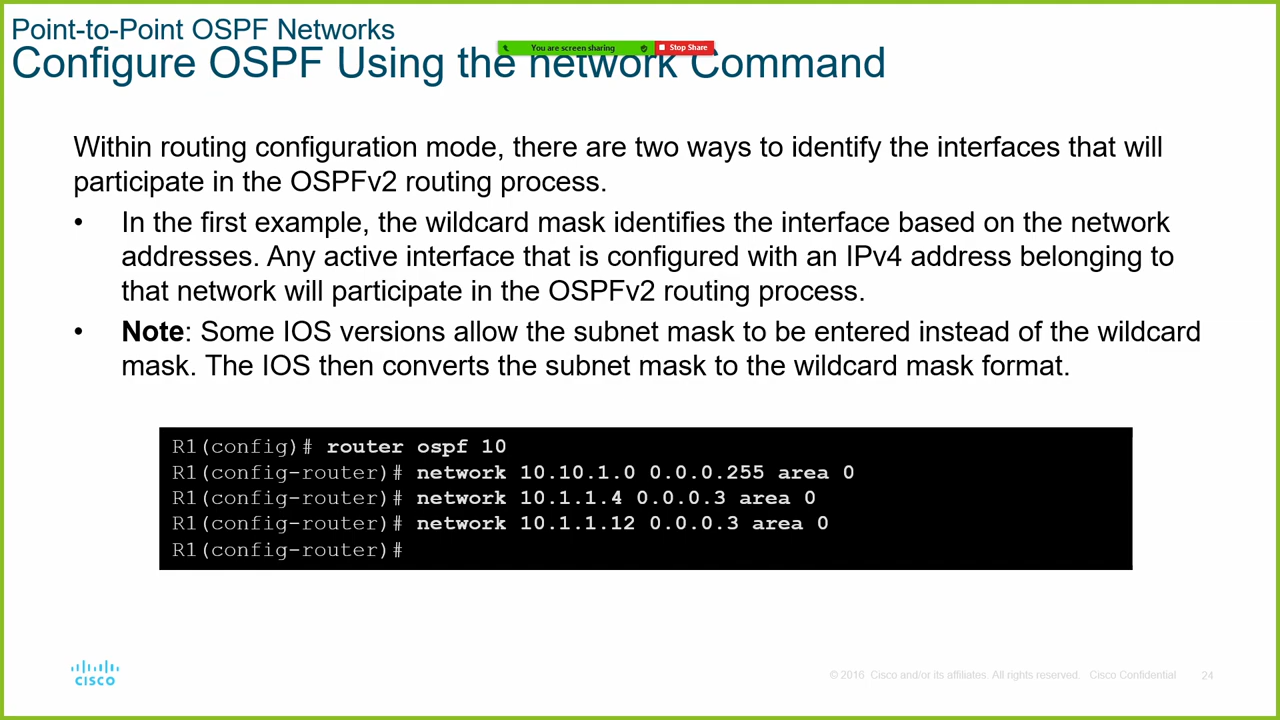 Point-to-Point OSPF Networks
You are screen sharing
Stop Share
Configure OSPF Using the network Command
Within routing configuration mode, there are two ways to identify the interfaces that will
participate in the OSPFv2 routing process.
• In the first example, the wildcard mask identifies the interface based on the network
addresses. Any active interface that is configured with an IPv4 address belonging to
that network will participate in the OSPFv2 routing process.
• Note: Some IOS versions allow the subnet mask to be entered instead of the wildcard
mask. The IOS then converts the subnet mask to the wildcard mask format.
R1(config)# router ospf 10
R1(config-router)# network 10.10.1.0 0.0.0.255 area 0
R1(config-router)# network 10.1.1.4 0.0.0.3 area 0
R1(config-router)# network 10.1.1.12 0.0.0.3 area 0
R1(config-router)#
CISCO
© 2016 Cisco and/or its affiliates. All rights reserved. Cisco Confidential
24